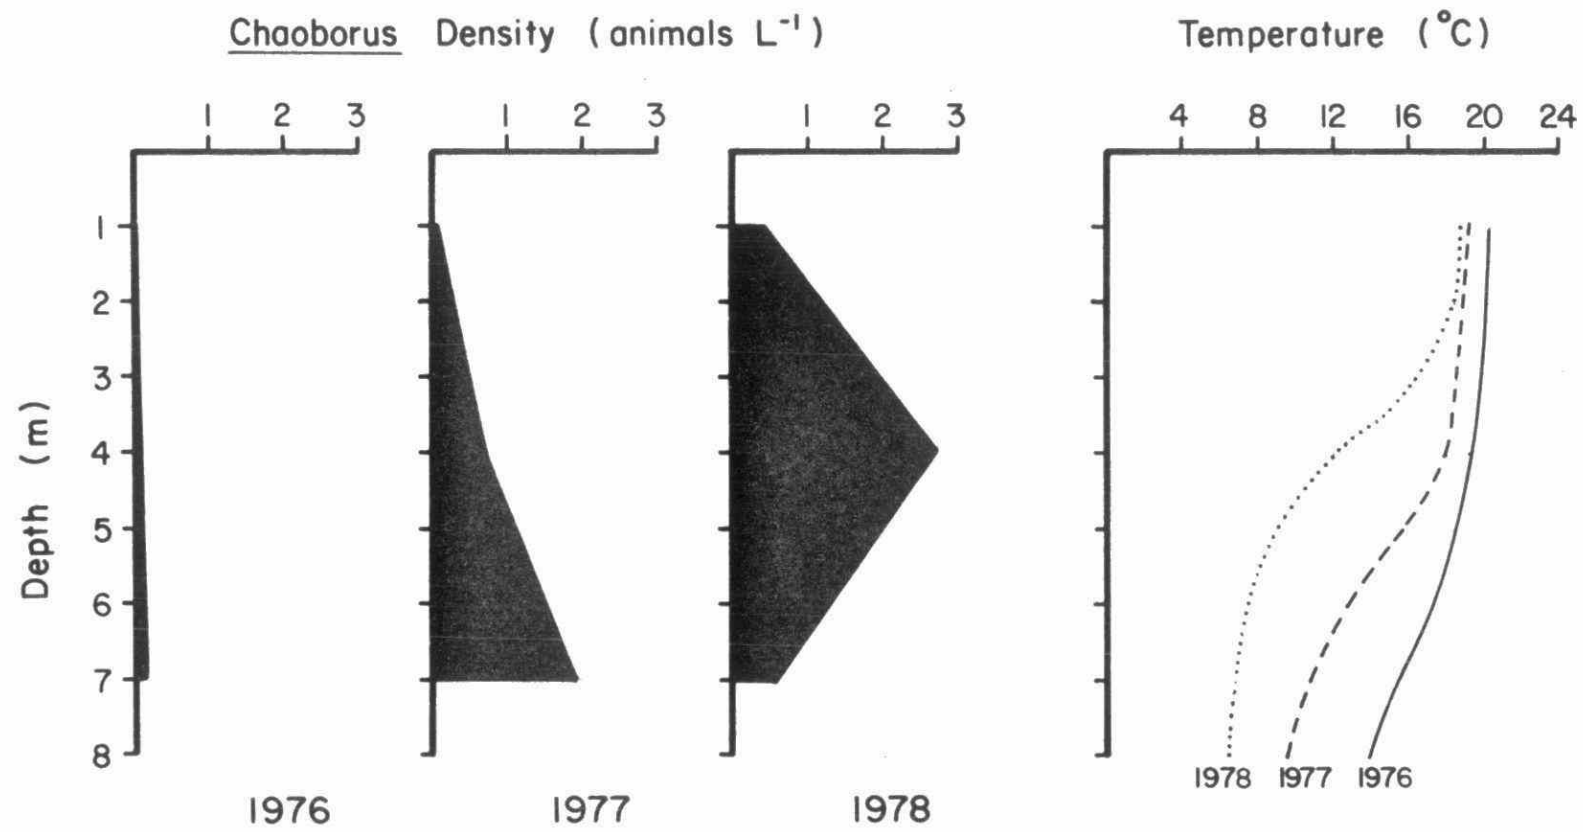 Chaoborus Density (animals L⁻¹)
Temperature (°C)
1 2 3
1 2 3
1 2 3
4 8 12 16 20 24
Depth (m)
1
2
3
4
5
6
7
8
1978 1977 1976
1976
1977
1978